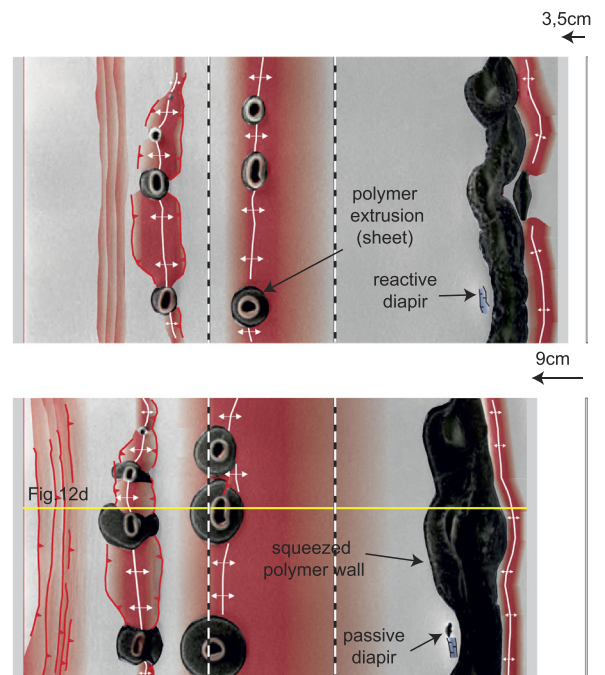 3,5cm
polymer
extrusion
(sheet)
reactive
diapir
9cm
Fig.12d
squeezed
polymer wall
passive
diapir